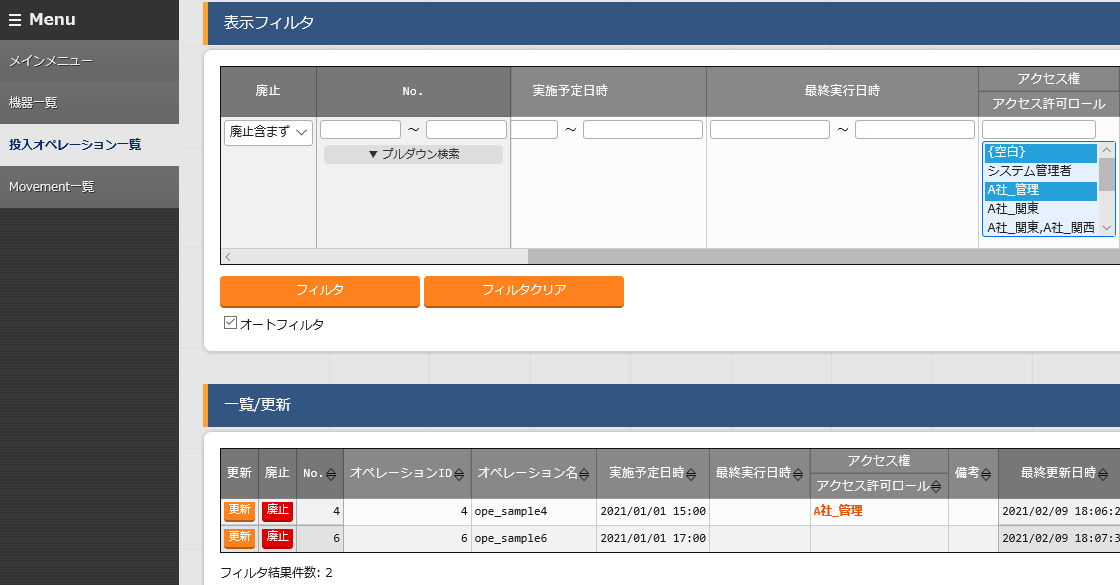 Menu
メインメニュー
機器一覧
投入オペレーション一覧
Movement一覧
表示フィルタ
廃止
No.
実施予定日時
最終実行日時
アクセス権
アクセス許可ロール
廃止含まず
～
～
～
▼ プルダウン検索
{空白}
システム管理者
A社_管理
A社_関東
A社_関東,A社_関西
フィルタ
フィルタクリア
オートフィルタ
一覧/更新
更新 廃止 No. オペレーションID オペレーション名 実施予定日時 最終実行日時 アクセス権 備考 最終更新日時
アクセス許可ロール
更新 廃止 4 4 ope_sample4 2021/01/01 15:00 A社_管理 2021/02/09 18:06:2
更新 廃止 6 6 ope_sample6 2021/01/01 17:00 2021/02/09 18:07:3
フィルタ結果件数: 2